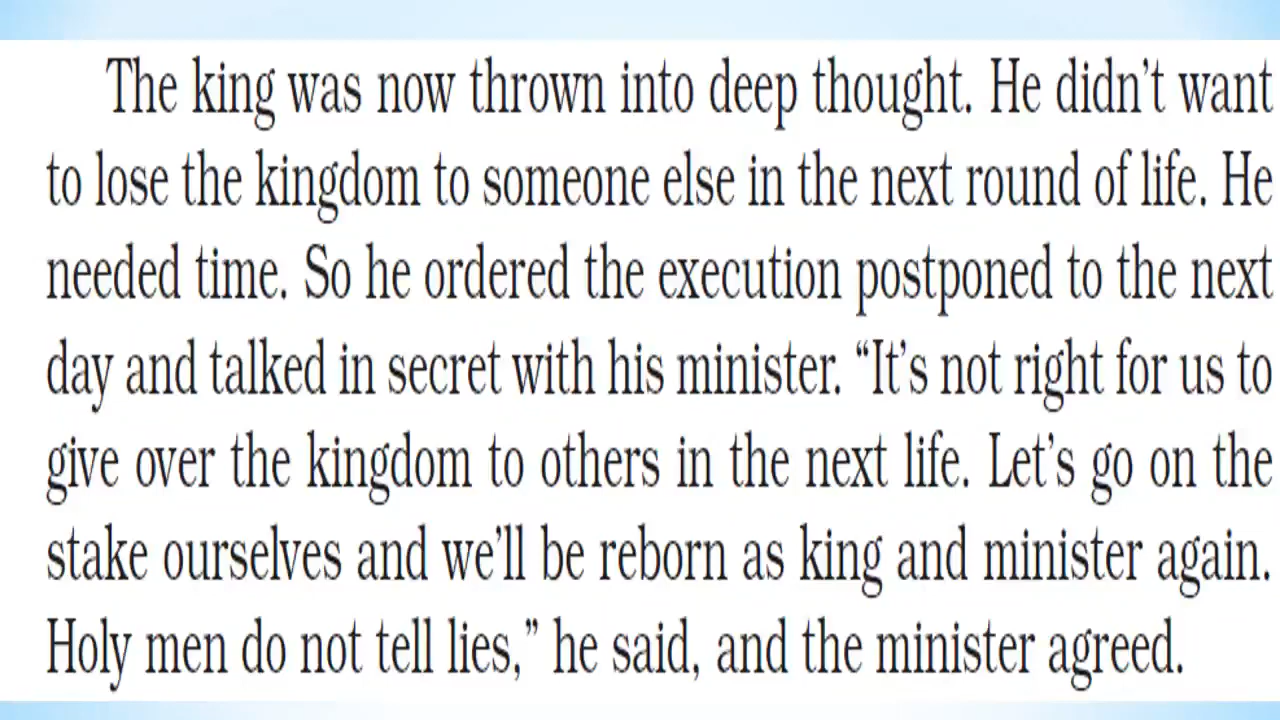 The king was now thrown into deep thought. He didn’t want
to lose the kingdom to someone else in the next round of life. He
needed time. So he ordered the execution postponed to the next
day and talked in secret with his minister. “It’s not right for us to
give over the kingdom to others in the next life. Let’s go on the
stake ourselves and we’ll be reborn as king and minister again.
Holy men do not tell lies,” he said, and the minister agreed.